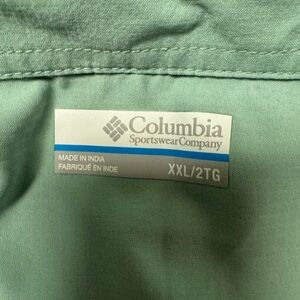 Columbia
Sportswear Company
MADE IN INDIA
FABRIQUÉ EN INDE
XXL/2TG